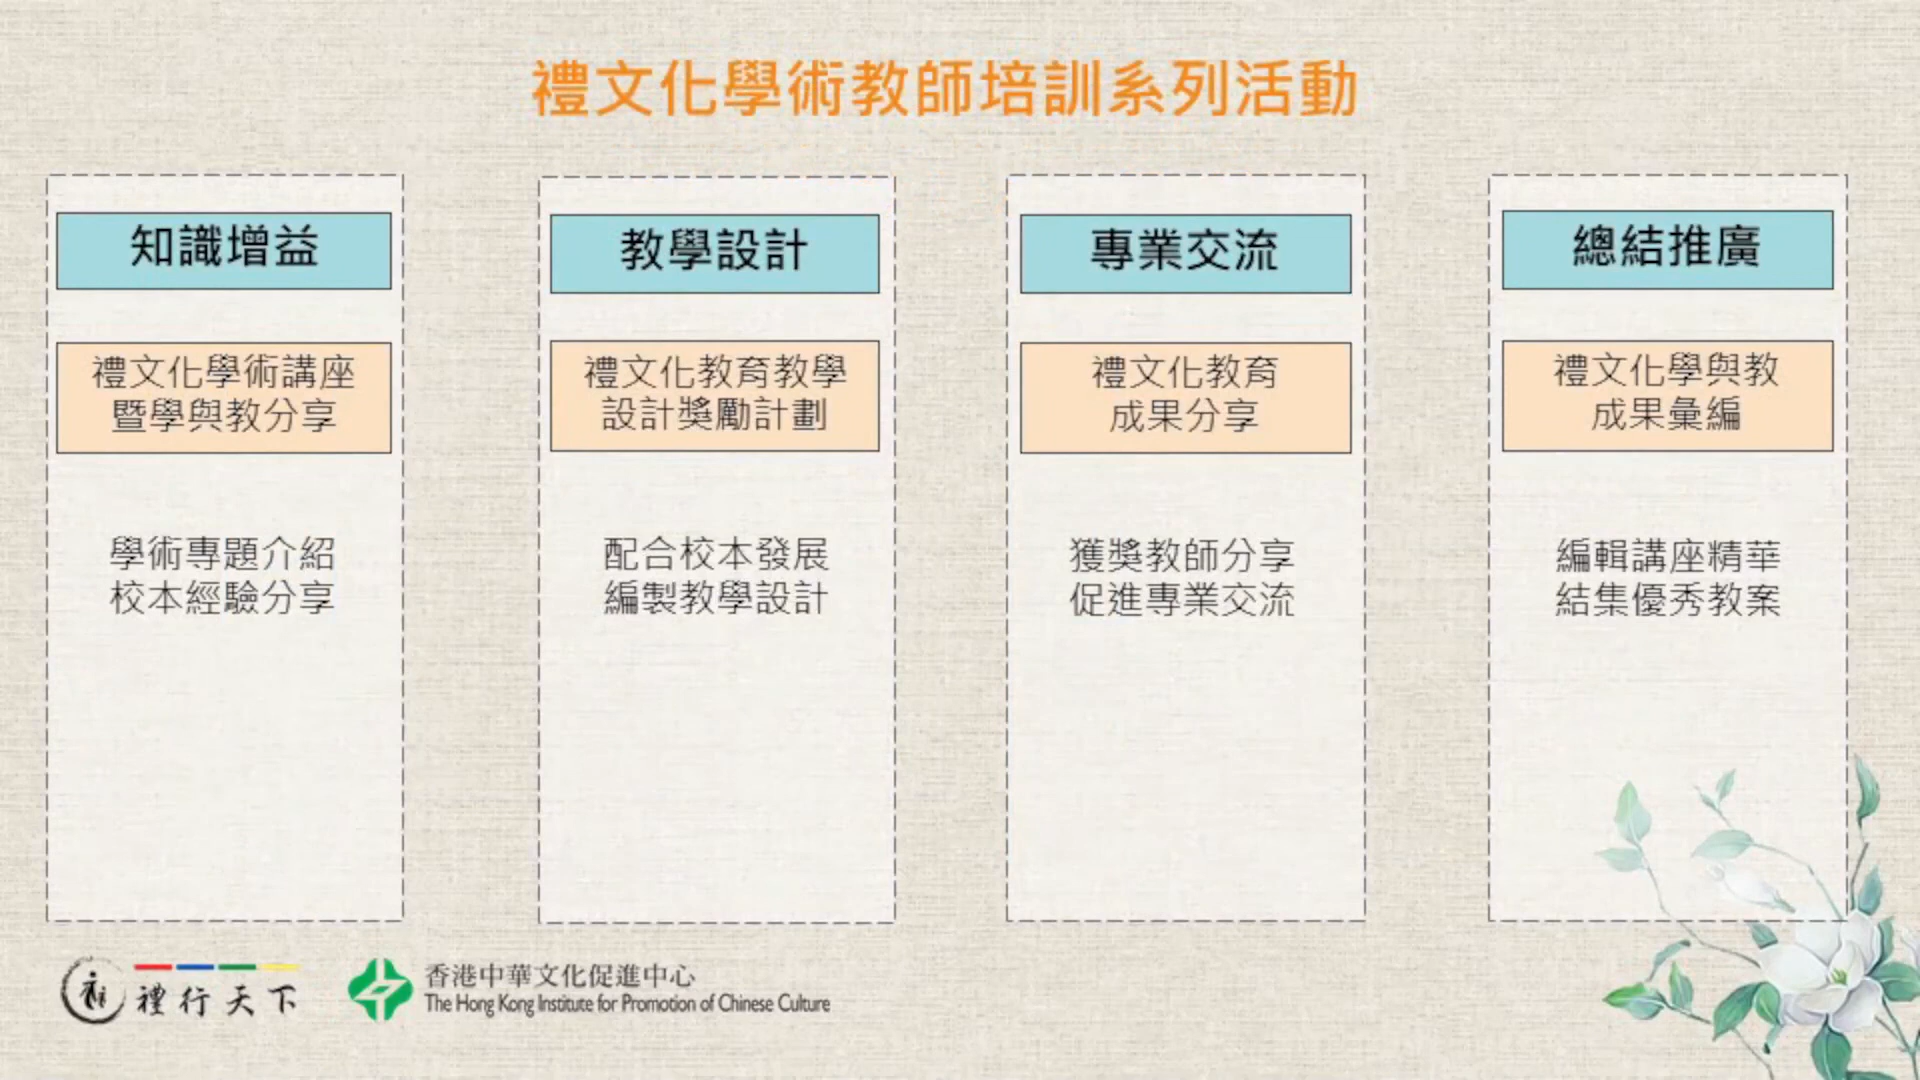 禮文化學術教師培訓系列活動
知識增益
禮文化學術講座
暨學與教分享
學術專題介紹
校本經驗分享
教學設計
禮文化教育教學
設計獎勵計劃
配合校本發展
編製教學設計
專業交流
禮文化教育
成果分享
獲獎教師分享
促進專業交流
總結推廣
禮文化學與教
成果彙編
編輯講座精華
結集優秀教案
禮行天下
香港中華文化促進中心
The Hong Kong Institute for Promotion of Chinese Culture